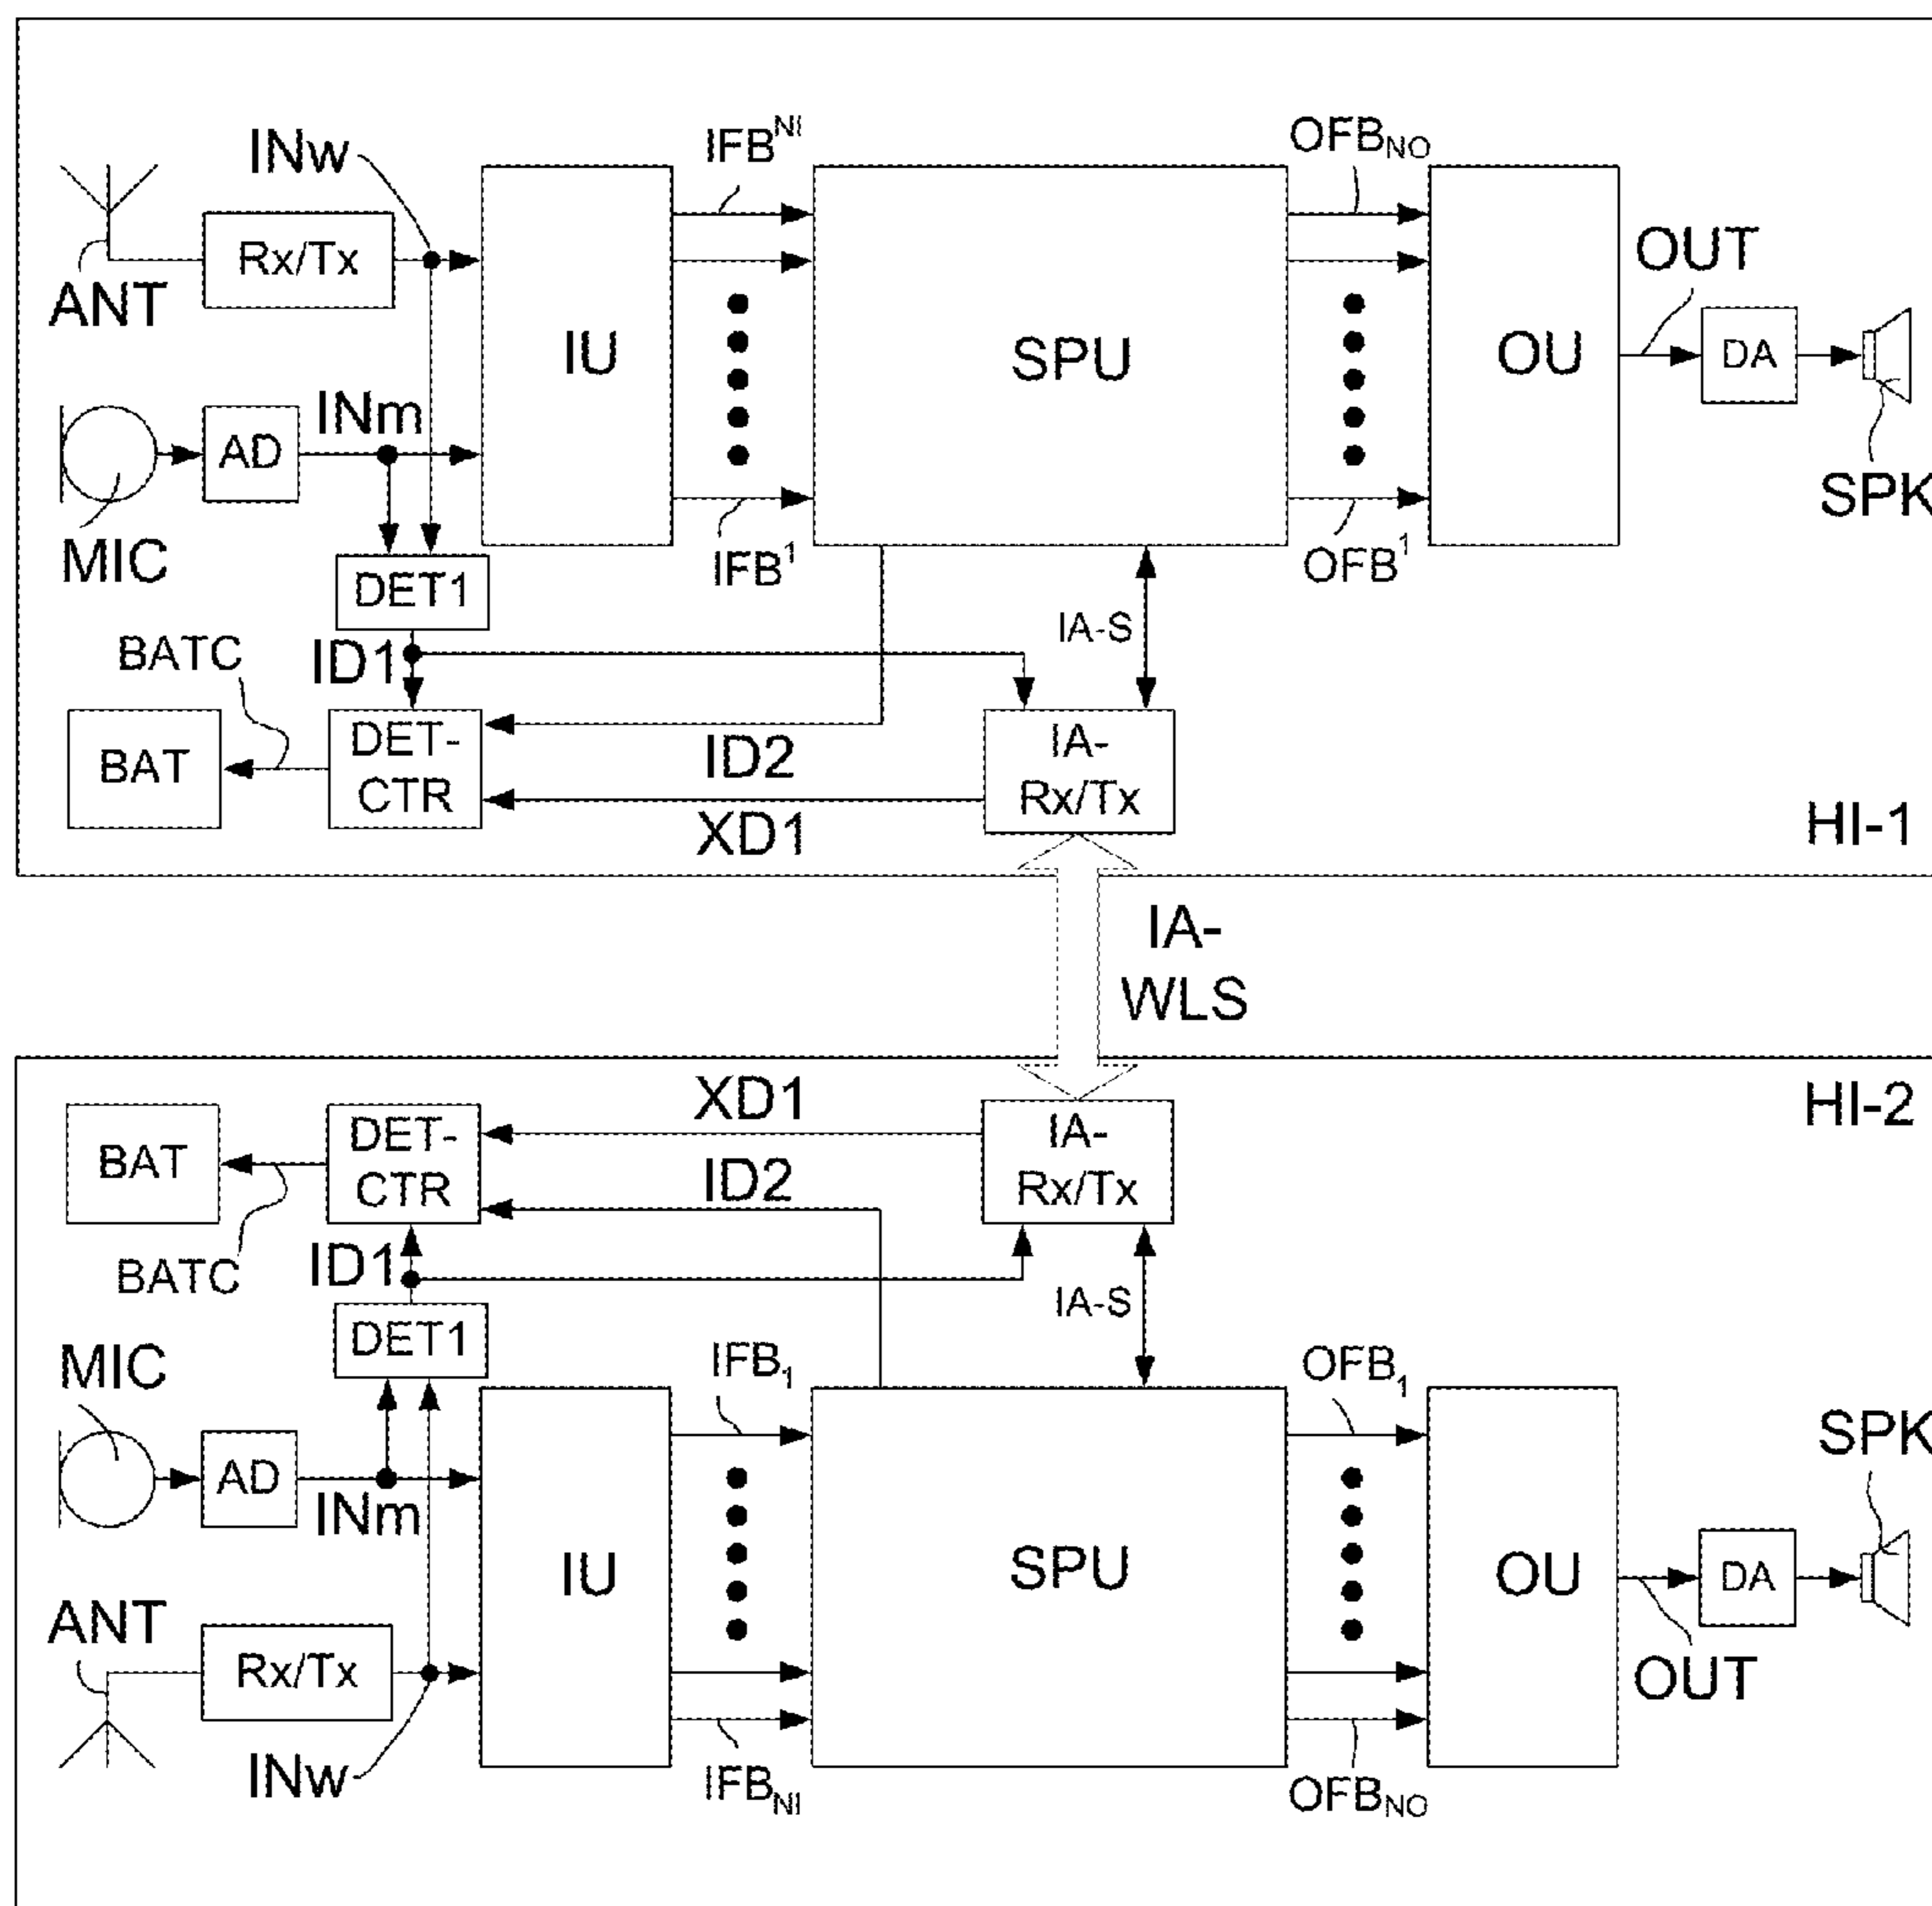 INw
IFB^NI
OFB_NO
Rx/Tx
ANT
IU
SPU
OU
OUT
DA
SPK
INm
AD
MIC
DET1
IFB^1
OFB^1
BATC
ID1
IA-S
BAT
DET-
CTR
ID2
XD1
IA-
Rx/Tx
HI-1
IA-
WLS
HI-2
XD1
BAT
DET-
CTR
ID2
IA-
Rx/Tx
BATC
ID1
IA-S
DET1
MIC
IFB_1
OFB_1
SPK
AD
INm
IU
SPU
OU
DA
ANT
Rx/Tx
OUT
INw
IFB_NI
OFB_NO